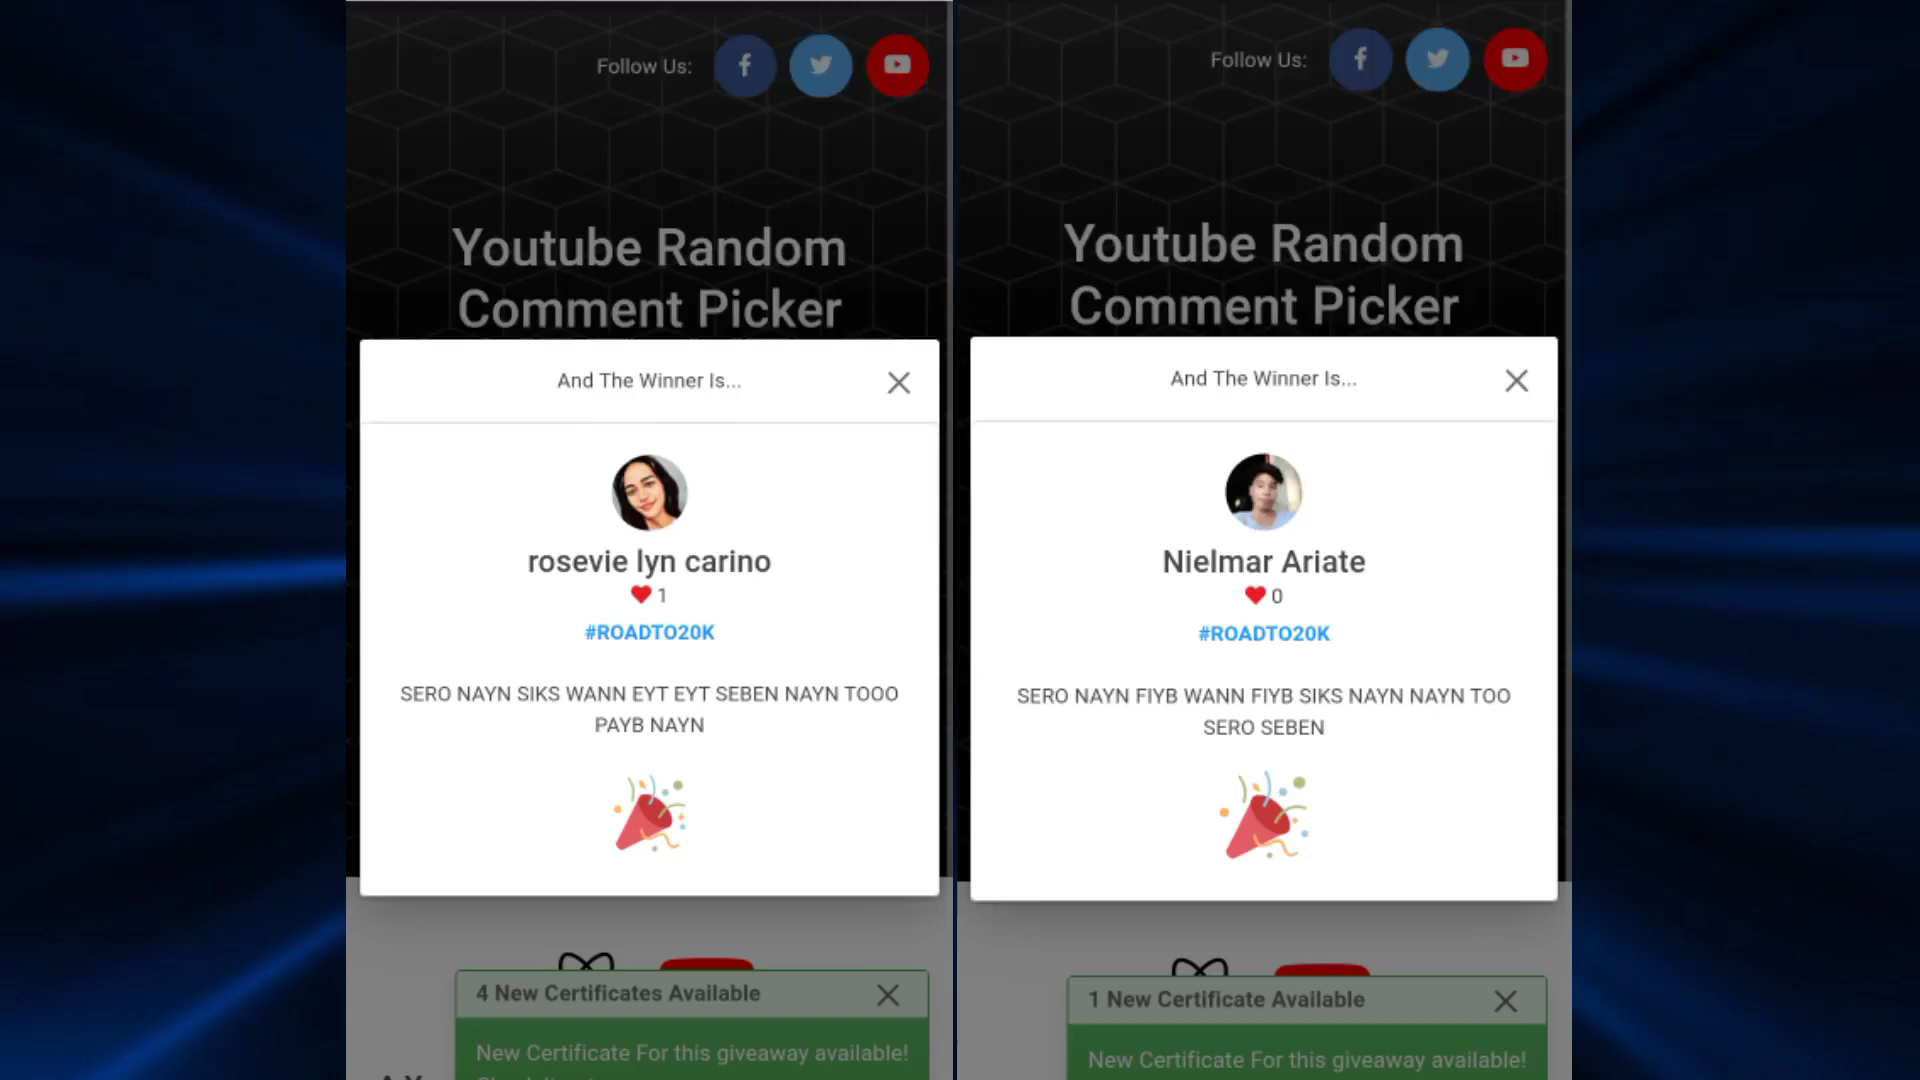 Follow Us:
Youtube Random
Comment Picker
And The Winner Is...
rosevie lyn carino
1
#ROADTO20K
SERO NAYN SIKS WANN EYT EYT SEBEN NAYN TOOO
PAYB NAYN
4 New Certificates Available
New Certificate For this giveaway available!
Follow Us:
Youtube Random
Comment Picker
And The Winner Is...
Nielmar Ariate
0
#ROADTO20K
SERO NAYN FIYB WANN FIYB SIKS NAYN NAYN TOO
SERO SEBEN
1 New Certificate Available
New Certificate For this giveaway available!